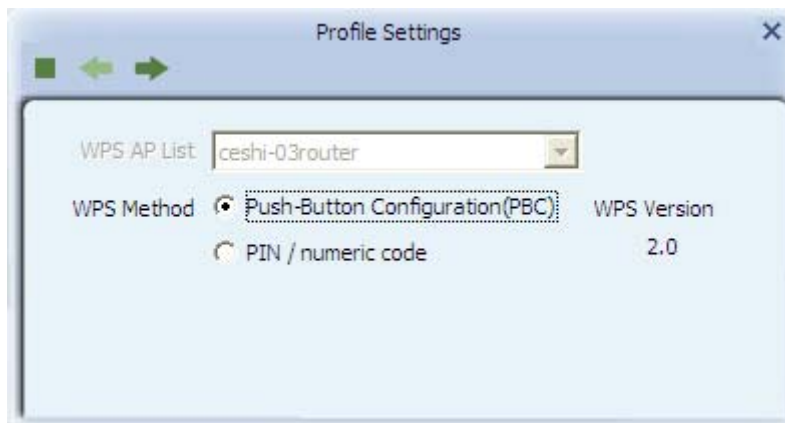 Profile Settings
WPS AP List ceshi-03router
WPS Method Push-Button Configuration(PBC) WPS Version
PIN / numeric code 2.0